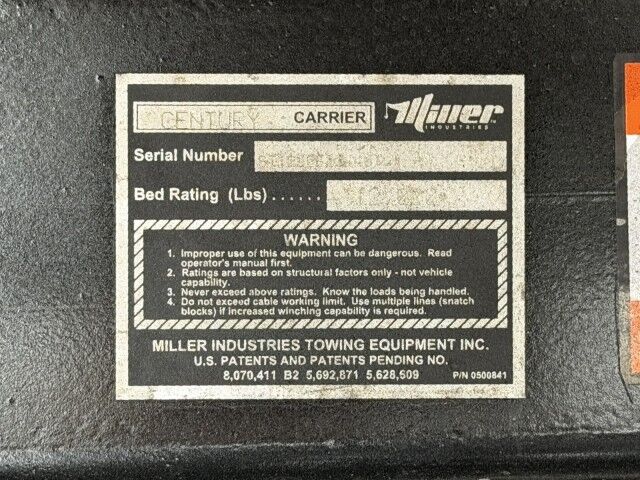 CENTURY CARRIER Miller
INDUSTRIES
Serial Number
Bed Rating (Lbs) ......
WARNING
1. Improper use of this equipment can be dangerous. Read
operator's manual first.
2. Ratings are based on structural factors only - not vehicle
capability.
3. Never exceed above ratings. Know the loads being handled.
4. Do not exceed cable working limit. Use multiple lines (snatch
blocks) if increased winching capability is required.
MILLER INDUSTRIES TOWING EQUIPMENT INC.
U.S. PATENTS AND PATENTS PENDING NO.
8,070,411 B2 5,692,871 5,628,509 P/N 0500841